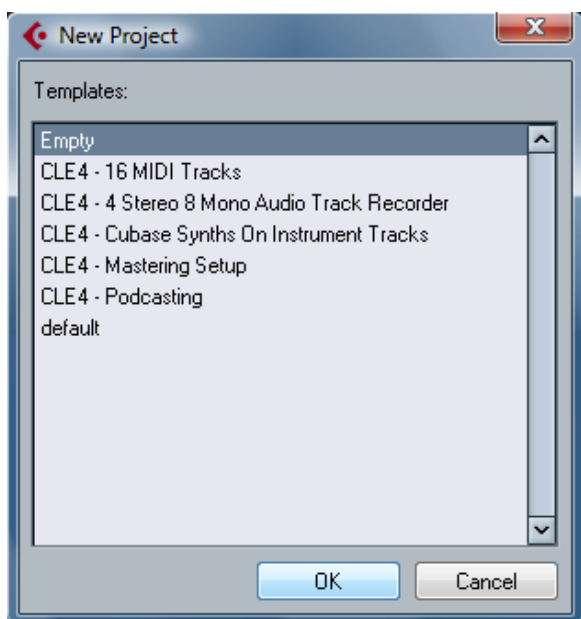 New Project
Templates:
Empty
CLE4 - 16 MIDI Tracks
CLE4 - 4 Stereo 8 Mono Audio Track Recorder
CLE4 - Cubase Synths On Instrument Tracks
CLE4 - Mastering Setup
CLE4 - Podcasting
default
OK Cancel